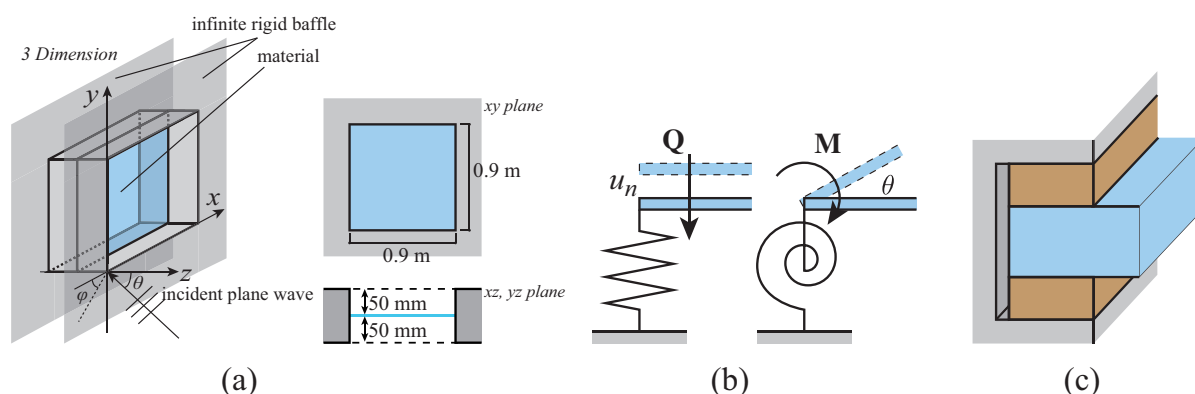 infinite rigid baffle
3 Dimension
material
y
x
z
θ
φ
incident plane wave
xy plane
0.9 m
0.9 m
xz, yz plane
50 mm
50 mm
(a)
Q
u_n
M
θ
(b)
(c)